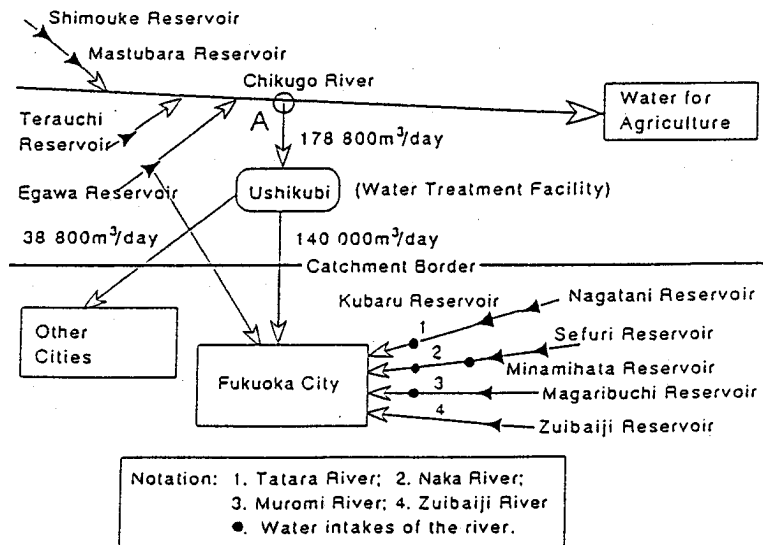 Shimouke Reservoir
Mastubara Reservoir
Chikugo River
Water for
Agriculture
Terauchi
Reservoir
A
178 800m³/day
Egawa Reservoir
Ushikubi
(Water Treatment Facility)
38 800m³/day
140 000m³/day
Catchment Border
Kubaru Reservoir
Nagatani Reservoir
Other
Cities
1
Sefuri Reservoir
2
Minamihata Reservoir
Fukuoka City
3
Magaribuchi Reservoir
4
Zuibaiji Reservoir
Notation: 1. Tatara River; 2. Naka River;
3. Muromi River; 4. Zuibaiji River
●. Water intakes of the river.